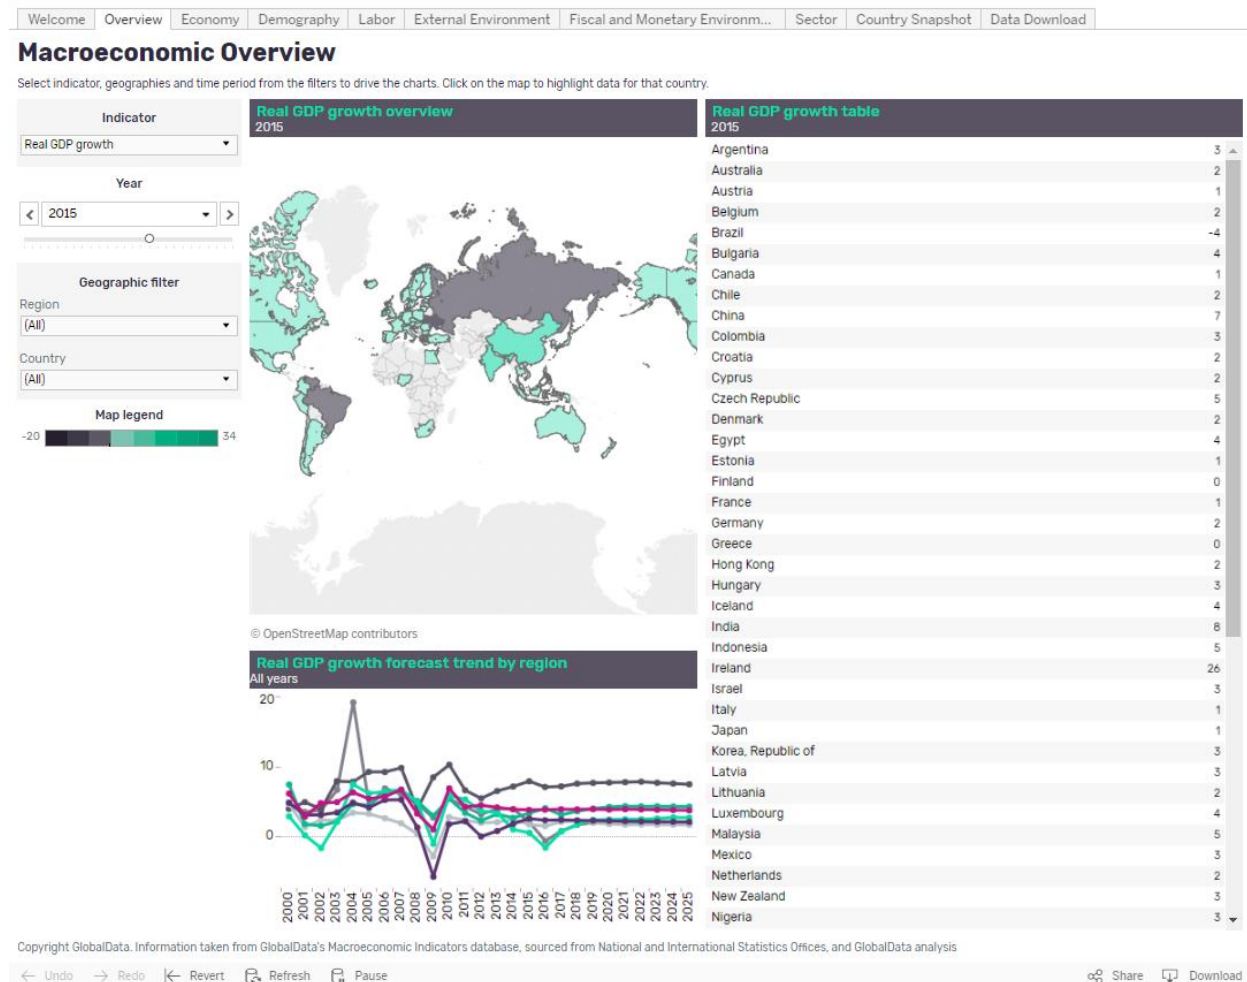 Welcome Overview Economy Demography Labor External Environment Fiscal and Monetary Environm... Sector Country Snapshot Data Download
Macroeconomic Overview
Select indicator, geographies and time period from the filters to drive the charts. Click on the map to highlight data for that country.
Indicator
Real GDP growth
Year
2015
Geographic filter
Region
(All)
Country
(All)
Map legend
-20 34
Real GDP growth overview
2015
© OpenStreetMap contributors
Real GDP growth forecast trend by region
All years
20
10
0
2000 2001 2002 2003 2004 2005 2006 2007 2008 2009 2010 2011 2012 2013 2014 2015 2016 2017 2018 2019 2020 2021 2022 2023 2024 2025
Real GDP growth table
2015
Argentina 3
Australia 2
Austria 1
Belgium 2
Brazil -4
Bulgaria 4
Canada 1
Chile 2
China 7
Colombia 3
Croatia 2
Cyprus 2
Czech Republic 5
Denmark 2
Egypt 4
Estonia 1
Finland 0
France 1
Germany 2
Greece 0
Hong Kong 2
Hungary 3
Iceland 4
India 8
Indonesia 5
Ireland 26
Israel 3
Italy 1
Japan 1
Korea, Republic of 3
Latvia 3
Lithuania 2
Luxembourg 4
Malaysia 5
Mexico 3
Netherlands 2
New Zealand 3
Nigeria 3
Copyright GlobalData. Information taken from GlobalData's Macroeconomic Indicators database, sourced from National and International Statistics Offices, and GlobalData analysis
Undo Redo Revert Refresh Pause Share Download